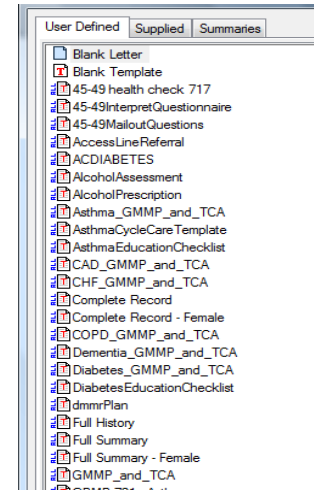 User Defined Supplied Summaries
Blank Letter
Blank Template
45-49 health check 717
45-49InterpretQuestionnaire
45-49MailoutQuestions
AccessLineReferral
ACDIABETES
AlcoholAssessment
AlcoholPrescription
Asthma_GMMP_and_TCA
AsthmaCycleCareTemplate
AsthmaEducationChecklist
CAD_GMMP_and_TCA
CHF_GMMP_and_TCA
Complete Record
Complete Record - Female
COPD_GMMP_and_TCA
Dementia_GMMP_and_TCA
Diabetes_GMMP_and_TCA
DiabetesEducationChecklist
dmmrPlan
Full History
Full Summary
Full Summary - Female
GMMP_and_TCA